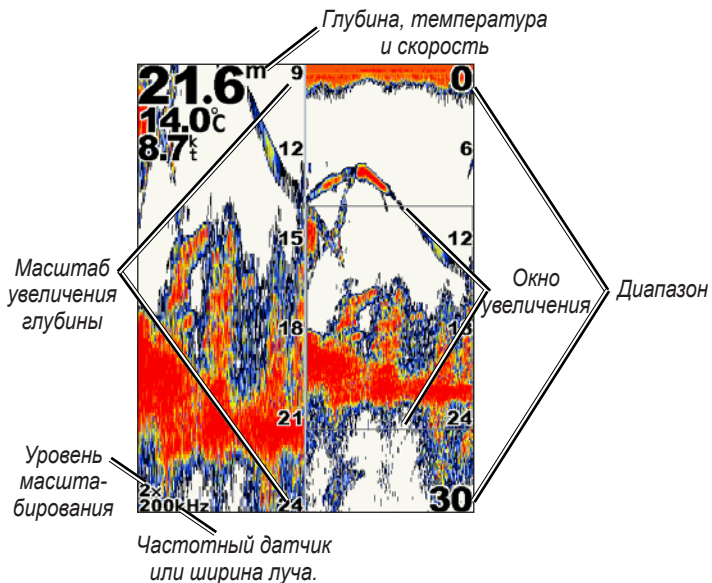 Глубина, температура
и скорость
21.6m
14.0°C
8.7kt
9
12
15
18
21
24
2x
200kHz
0
6
12
18
24
30
Масштаб
увеличения
глубины
Окно
увеличения
Диапазон
Уровень
масшта-
бирования
Частотный датчик
или ширина луча.